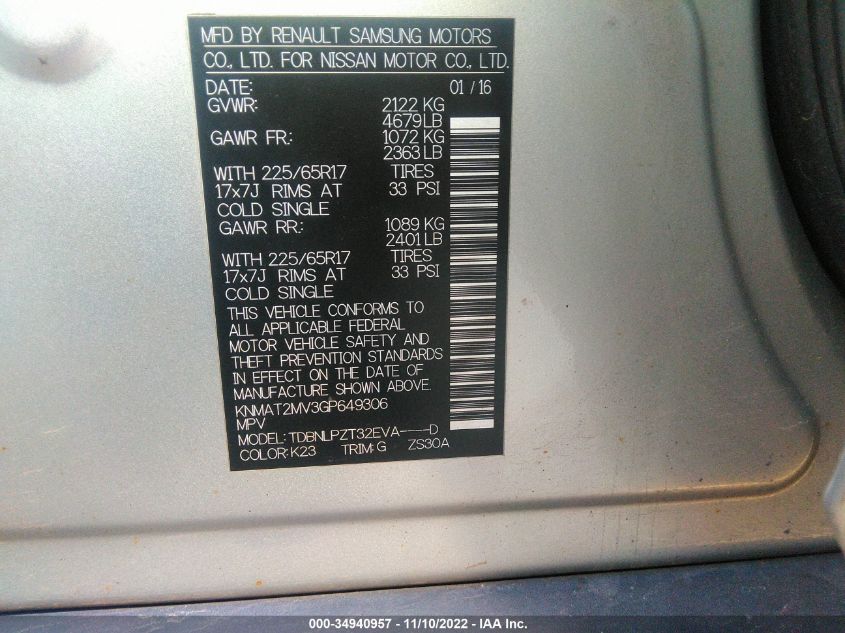 MFD BY RENAULT SAMSUNG MOTORS
CO., LTD. FOR NISSAN MOTOR CO., LTD.
DATE: 01 / 16
GVWR: 2122 KG
4679 LB
GAWR FR: 1072 KG
2363 LB
WITH 225/65R17 TIRES
17x7J RIMS AT 33 PSI
COLD SINGLE
GAWR RR: 1089 KG
2401 LB
WITH 225/65R17 TIRES
17x7J RIMS AT 33 PSI
COLD SINGLE
THIS VEHICLE CONFORMS TO
ALL APPLICABLE FEDERAL
MOTOR VEHICLE SAFETY AND
THEFT PREVENTION STANDARDS
IN EFFECT ON THE DATE OF
MANUFACTURE SHOWN ABOVE.
KNMAT2MV3GP649306
MPV
MODEL: TDBNLPZT32EVA----D
COLOR: K23 TRIM: G ZS30A
000-34940957 - 11/10/2022 - IAA Inc.